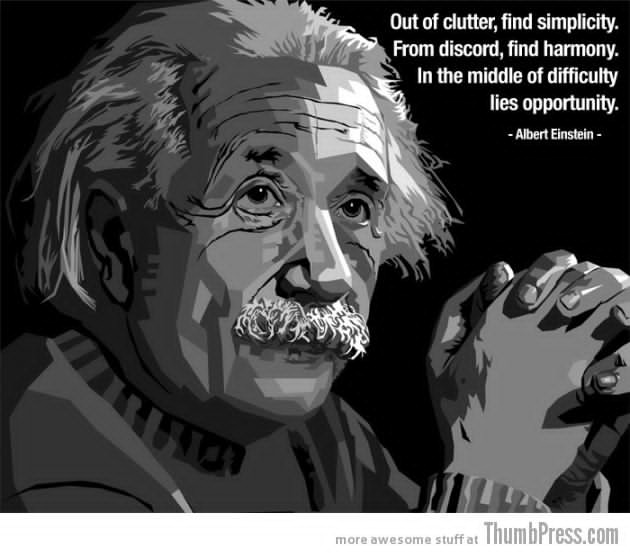 Out of clutter, find simplicity.
From discord, find harmony.
In the middle of difficulty
lies opportunity.
- Albert Einstein -
more awesome stuff at ThumbPress.com